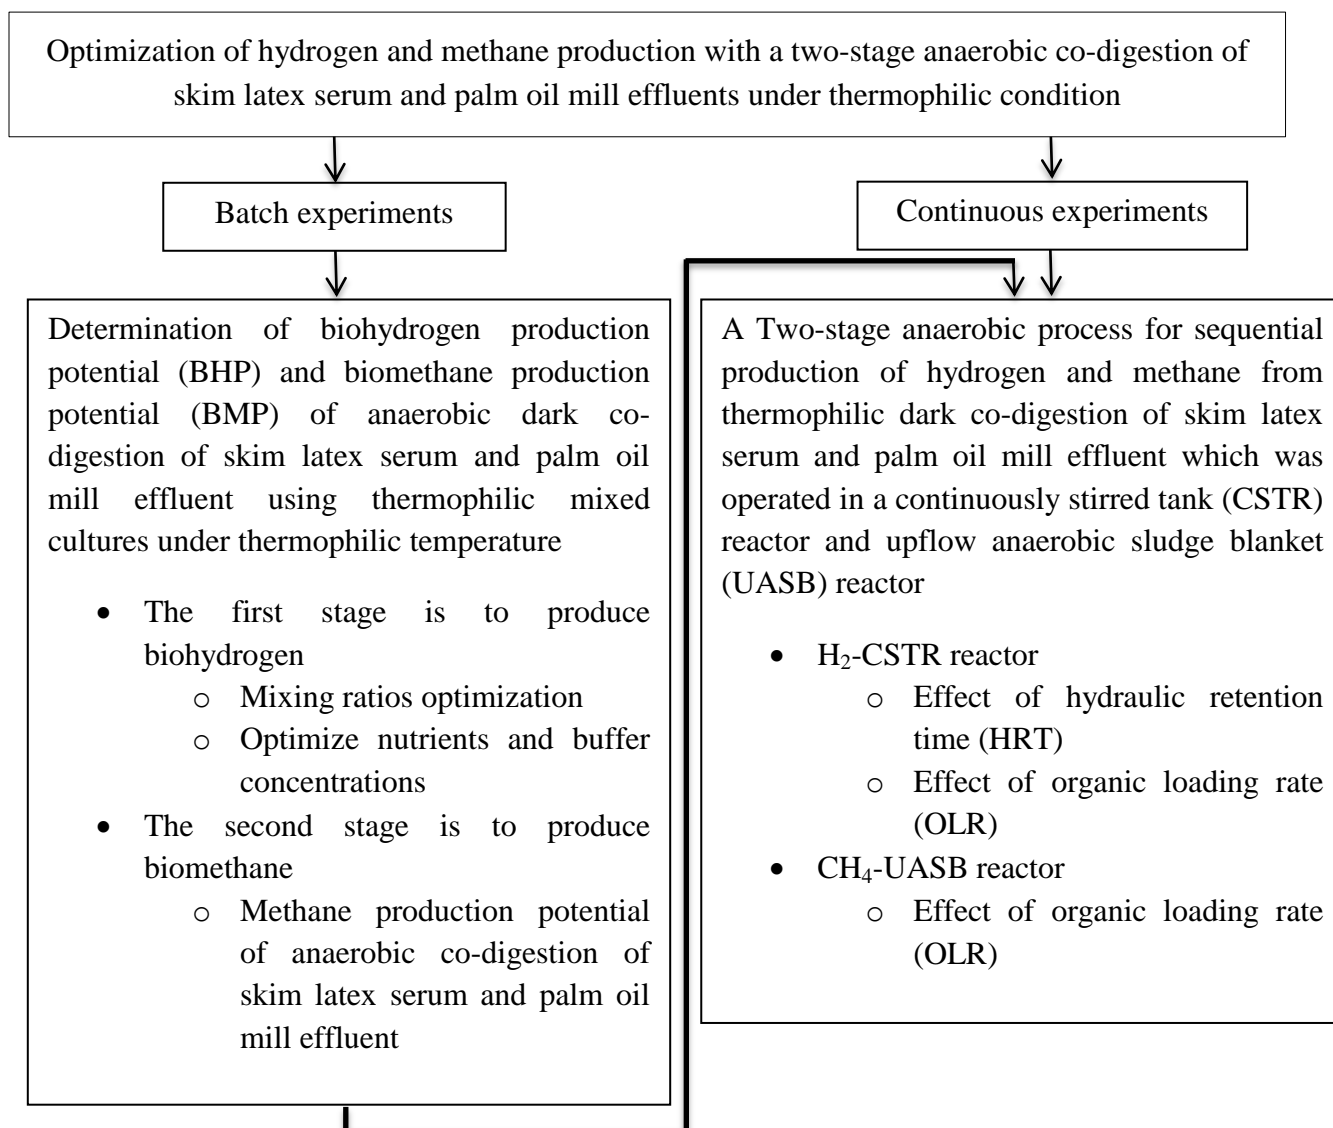 Optimization of hydrogen and methane production with a two-stage anaerobic co-digestion of
skim latex serum and palm oil mill effluents under thermophilic condition
Batch experiments
Continuous experiments
Determination of biohydrogen production
potential (BHP) and biomethane production
potential (BMP) of anaerobic dark co-
digestion of skim latex serum and palm oil
mill effluent using thermophilic mixed
cultures under thermophilic temperature
• The first stage is to produce
biohydrogen
o Mixing ratios optimization
o Optimize nutrients and buffer
concentrations
• The second stage is to produce
biomethane
o Methane production potential
of anaerobic co-digestion of
skim latex serum and palm oil
mill effluent
A Two-stage anaerobic process for sequential
production of hydrogen and methane from
thermophilic dark co-digestion of skim latex
serum and palm oil mill effluent which was
operated in a continuously stirred tank (CSTR)
reactor and upflow anaerobic sludge blanket
(UASB) reactor
• H₂-CSTR reactor
o Effect of hydraulic retention
time (HRT)
o Effect of organic loading rate
(OLR)
• CH₄-UASB reactor
o Effect of organic loading rate
(OLR)